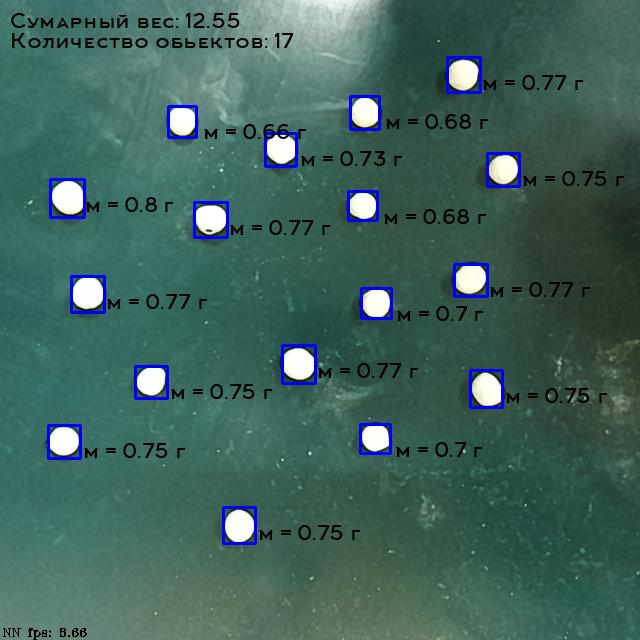 Сумарный вес: 12.55
Количество обьектов: 17
м = 0.77 г
м = 0.68 г
м = 0.66 г
м = 0.73 г
м = 0.75 г
м = 0.8 г
м = 0.68 г
м = 0.77 г
м = 0.77 г
м = 0.77 г
м = 0.7 г
м = 0.77 г
м = 0.75 г
м = 0.75 г
м = 0.75 г
м = 0.7 г
м = 0.75 г
NN fps: 8.66